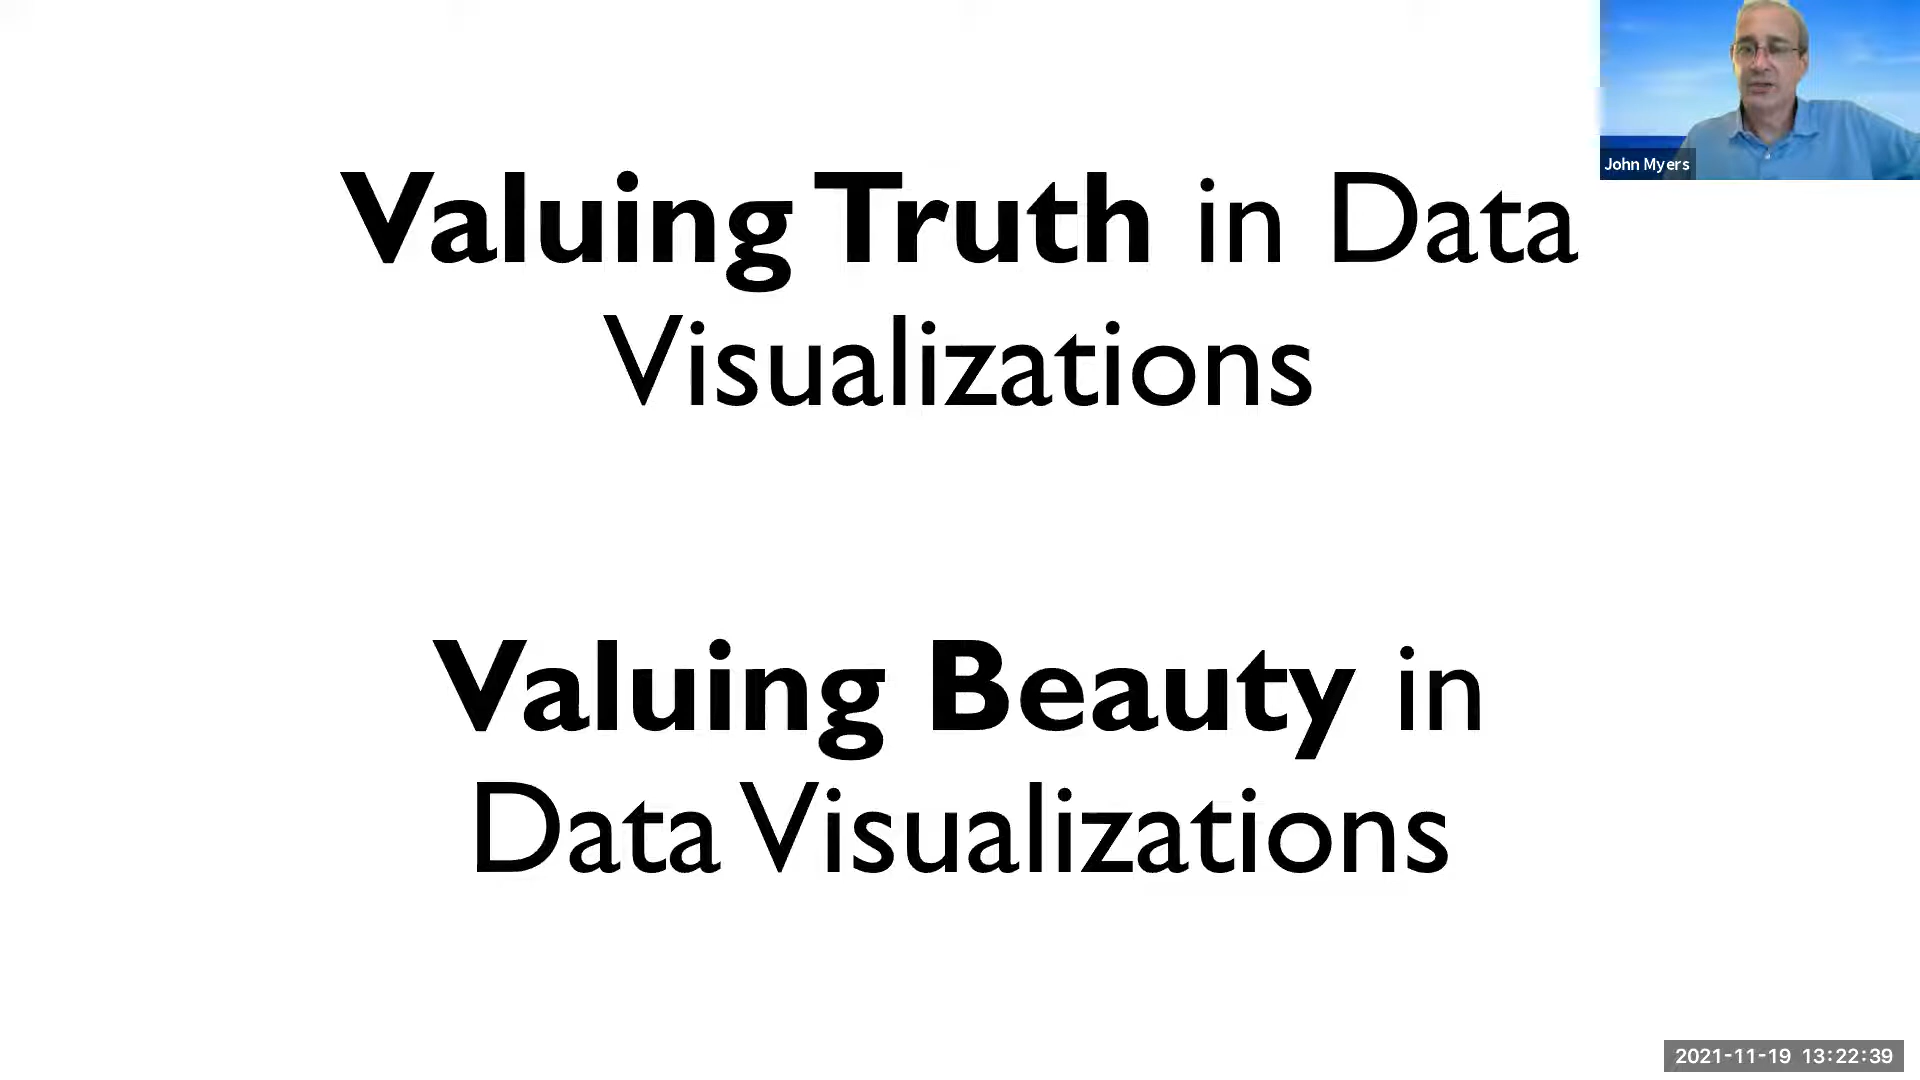 John Myers
Valuing Truth in Data
Visualizations
Valuing Beauty in
Data Visualizations
2021-11-19 13:22:39